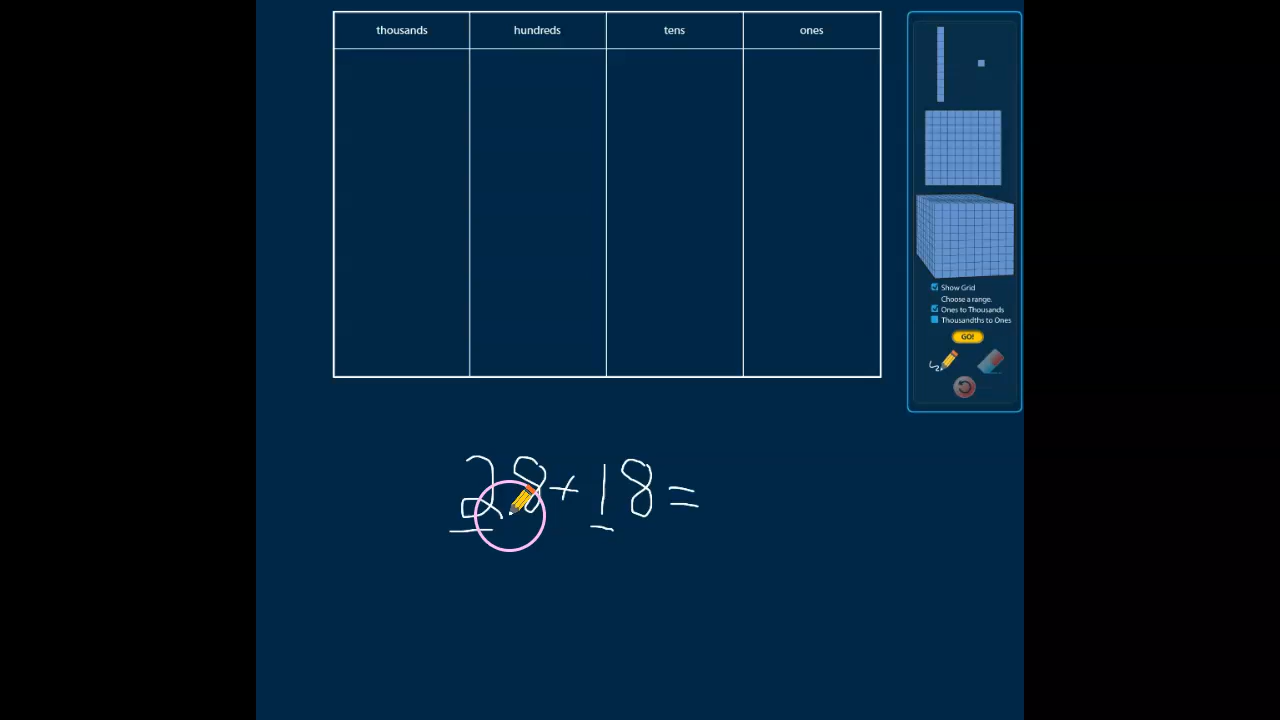 thousands hundreds tens ones
Show Grid
Choose a range.
Ones to Thousands
Thousandths to Ones
GO!
28+18=